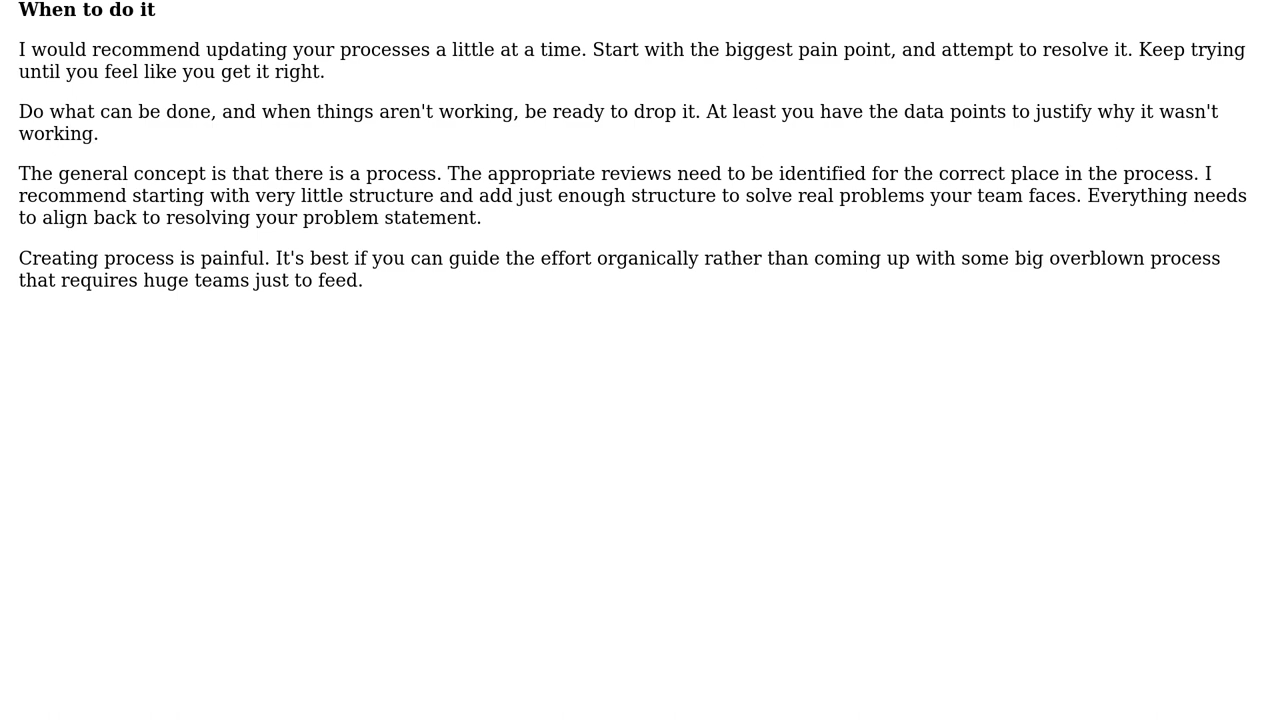 When to do it
I would recommend updating your processes a little at a time. Start with the biggest pain point, and attempt to resolve it. Keep trying
until you feel like you get it right.
Do what can be done, and when things aren't working, be ready to drop it. At least you have the data points to justify why it wasn't
working.
The general concept is that there is a process. The appropriate reviews need to be identified for the correct place in the process. I
recommend starting with very little structure and add just enough structure to solve real problems your team faces. Everything needs
to align back to resolving your problem statement.
Creating process is painful. It's best if you can guide the effort organically rather than coming up with some big overblown process
that requires huge teams just to feed.